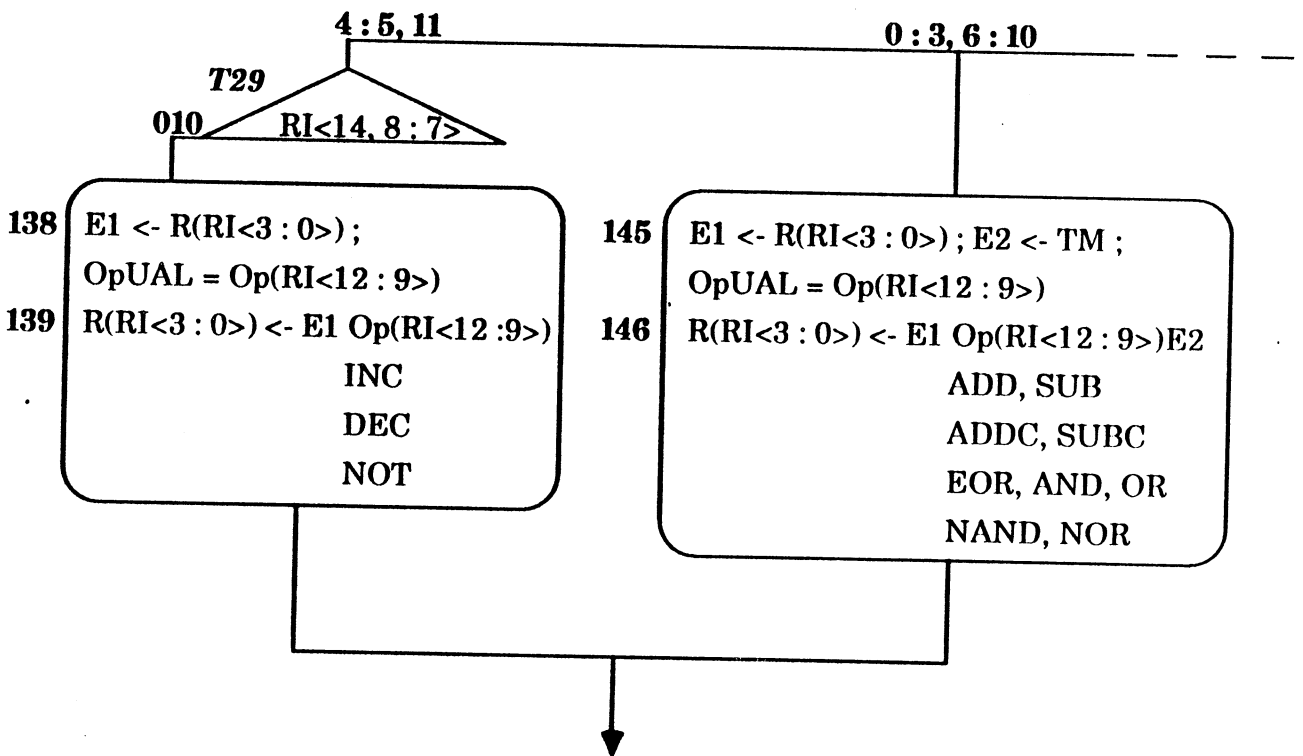 4 : 5, 11
0 : 3, 6 : 10
T29
010
RI<14, 8 : 7>
138 E1 <- R(RI<3 : 0>) ;
OpUAL = Op(RI<12 : 9>)
139 R(RI<3 : 0>) <- E1 Op(RI<12 :9>)
INC
DEC
NOT
145 E1 <- R(RI<3 : 0>) ; E2 <- TM ;
OpUAL = Op(RI<12 : 9>)
146 R(RI<3 : 0>) <- E1 Op(RI<12 : 9>)E2
ADD, SUB
ADDC, SUBC
EOR, AND, OR
NAND, NOR